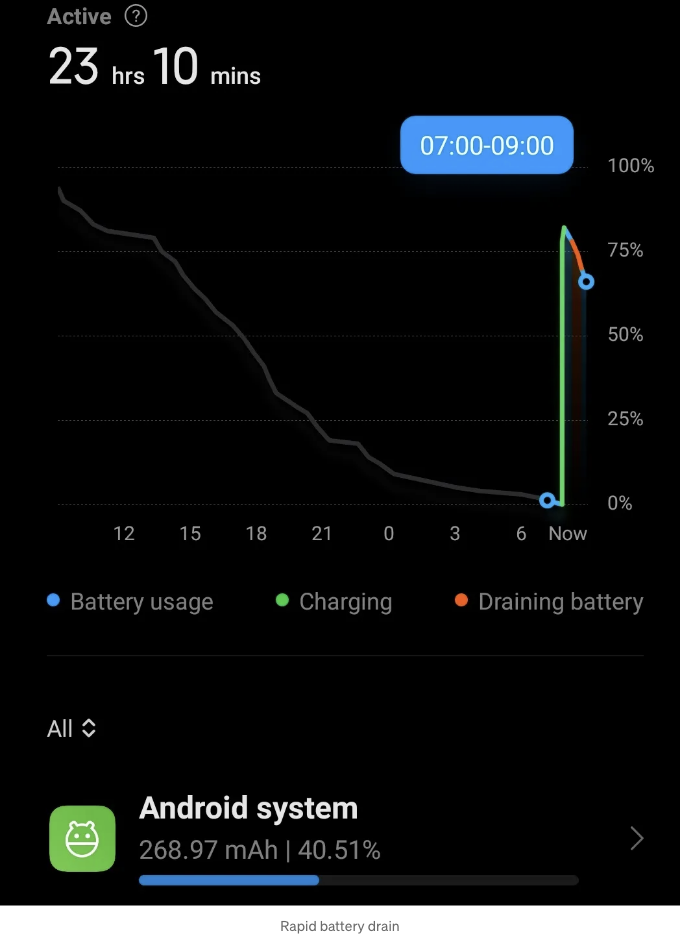 Active ?
23 hrs 10 mins
07:00-09:00
100%
75%
50%
25%
0%
12 15 18 21 0 3 6 Now
Battery usage Charging Draining battery
All
Android system
268.97 mAh | 40.51%
Rapid battery drain